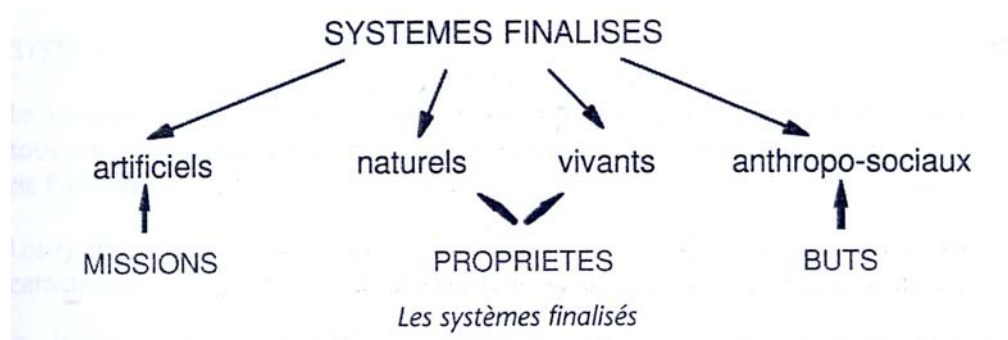 SYSTEMES FINALISES
artificiels naturels vivants anthropo-sociaux
MISSIONS PROPRIETES BUTS
Les systèmes finalisés